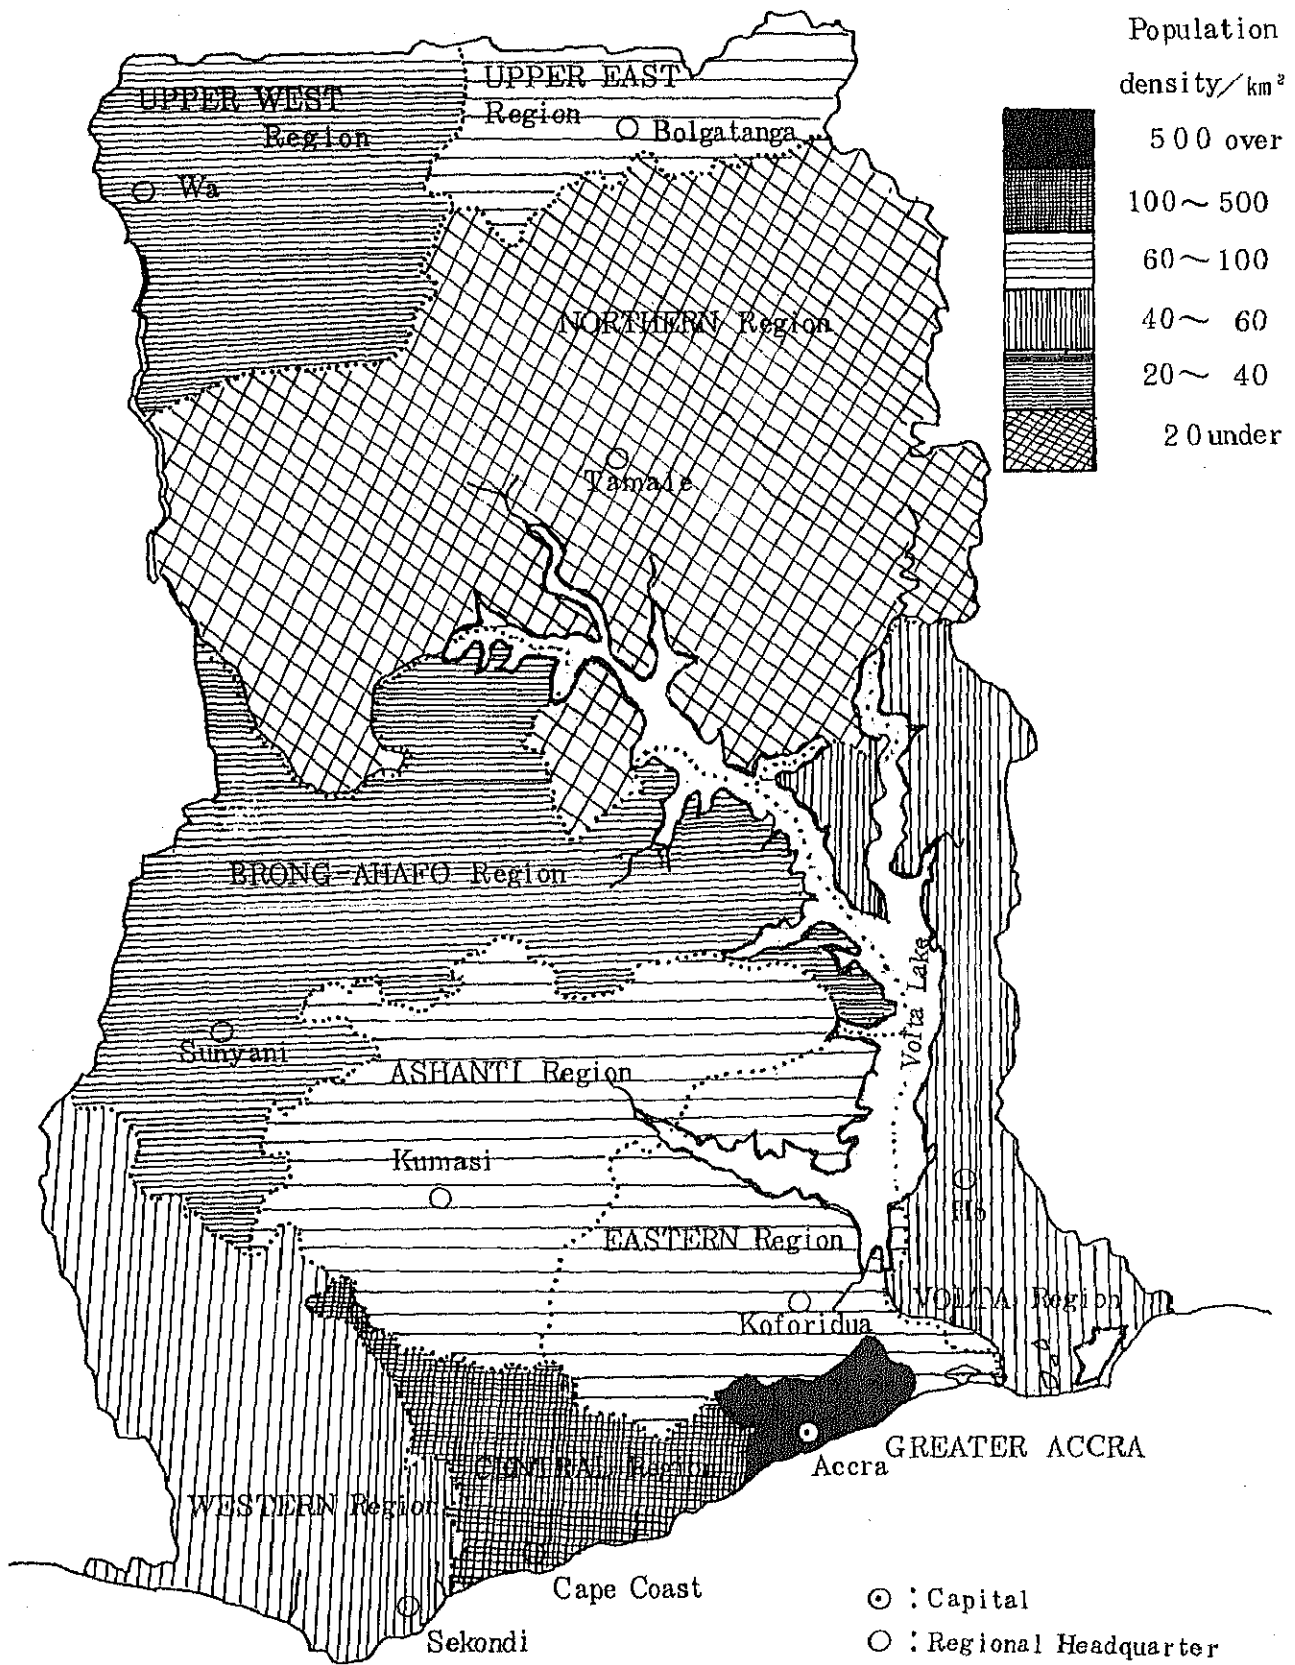 Population
density/km²
500 over
100~500
60~100
40~ 60
20~ 40
20under
UPPER WEST
Region
UPPER EAST
Region
Bolgatanga
Wa
NORTHERN Region
Tamale
BRONG-AHAFO Region
Volta Lake
Sunyani
ASHANTI Region
Kumasi
Ho
EASTERN Region
Koforidua
VOLTA Region
GREATER ACCRA
Accra
CENTRAL Region
WESTERN Region
Cape Coast
Sekondi
⊙ : Capital
○ : Regional Headquarter